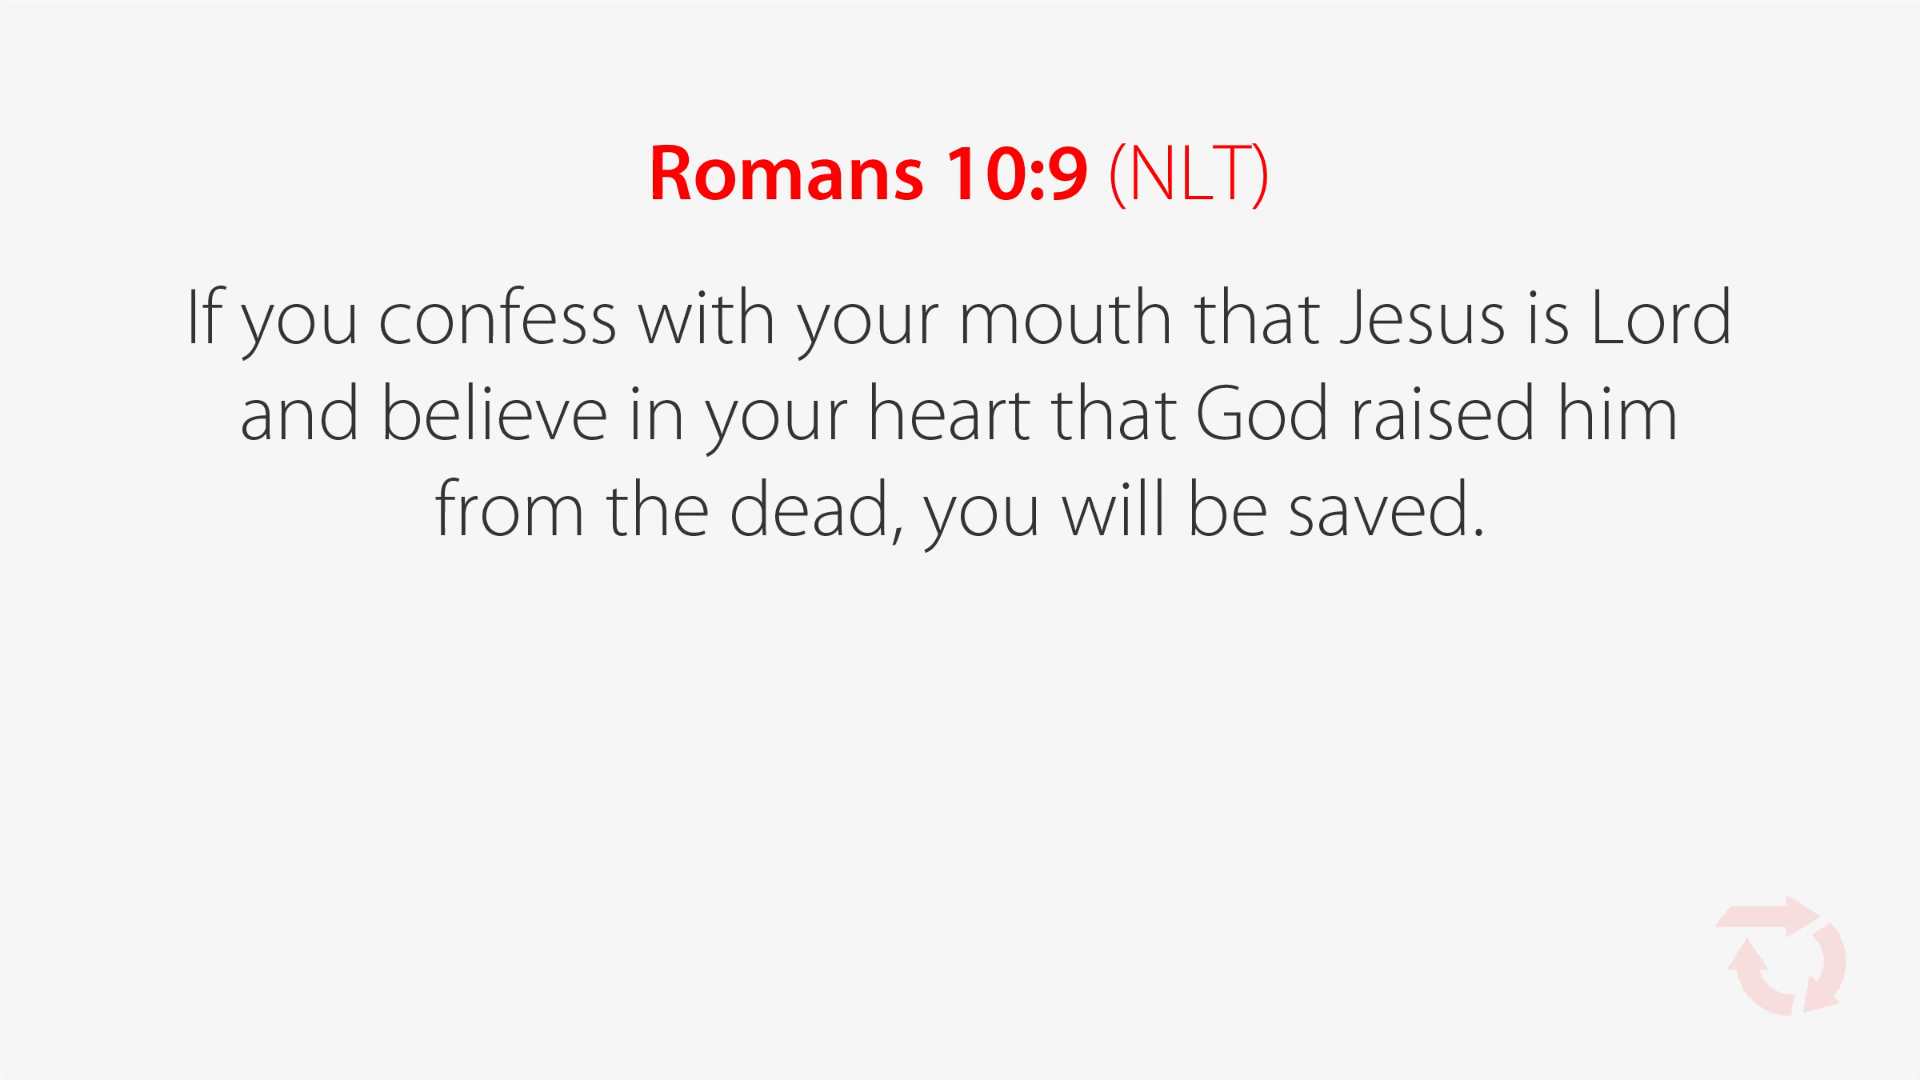 Romans 10:9 (NLT)
If you confess with your mouth that Jesus is Lord
and believe in your heart that God raised him
from the dead, you will be saved.